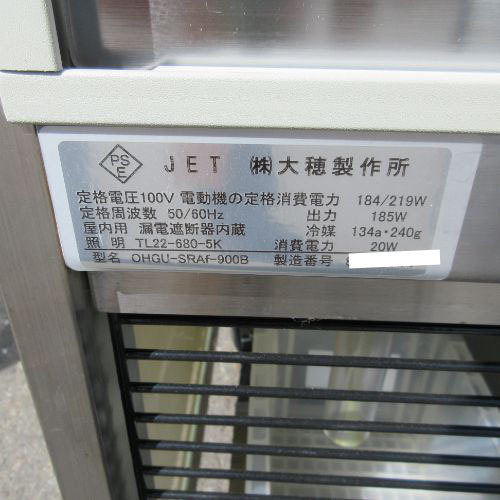 PS E JET ㈱大穂製作所
定格電圧100V 電動機の定格消費電力 184/219W
定格周波数 50/60Hz 出力 185W
屋内用 漏電遮断器内蔵 冷媒 134a・240g
照明 TL22-680-5K 消費電力 20W
型名 OHGU-SRAf-900B 製造番号